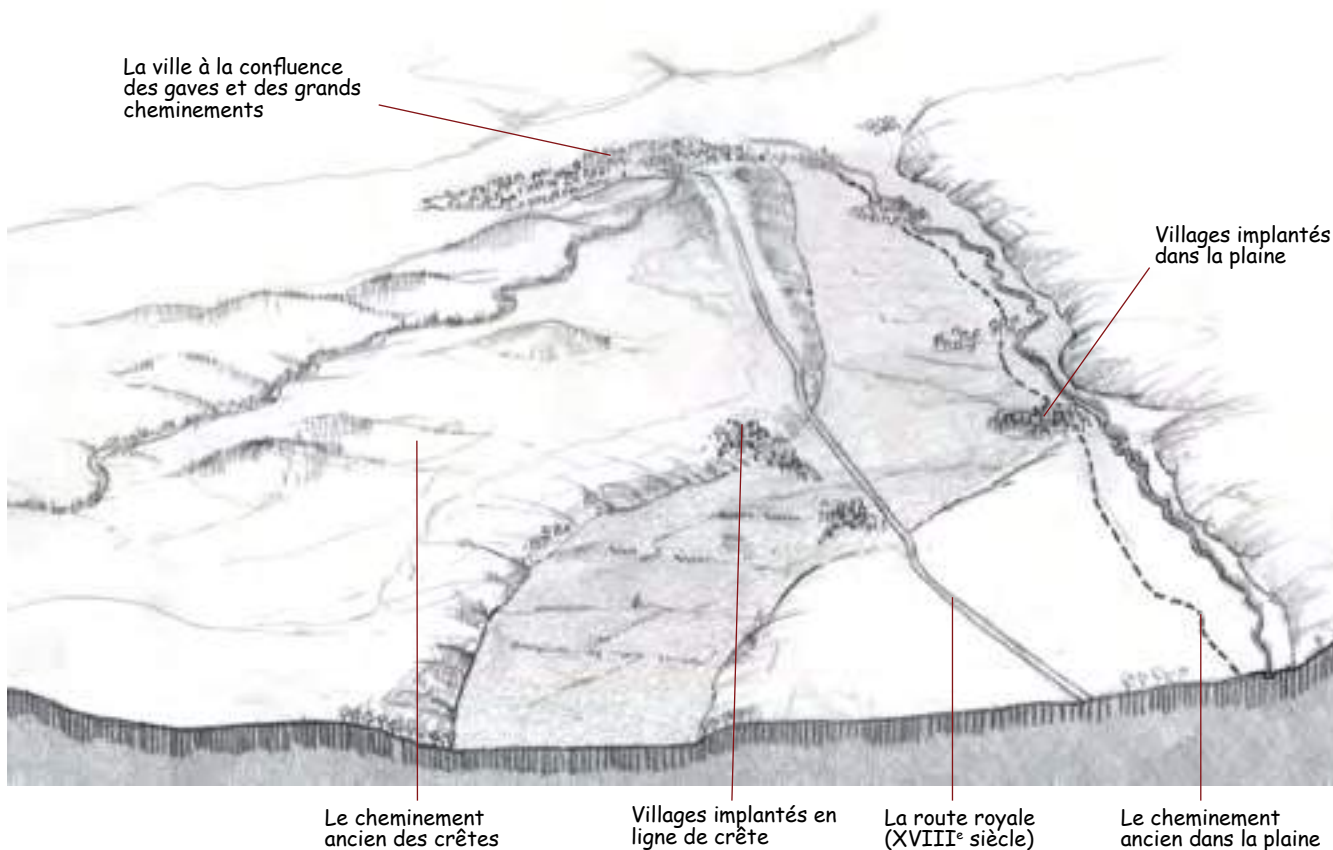 La ville à la confluence
des gaves et des grands
cheminements
Villages implantés
dans la plaine
Le cheminement
ancien des crêtes
Villages implantés en
ligne de crête
La route royale
(XVIIIe siècle)
Le cheminement
ancien dans la plaine